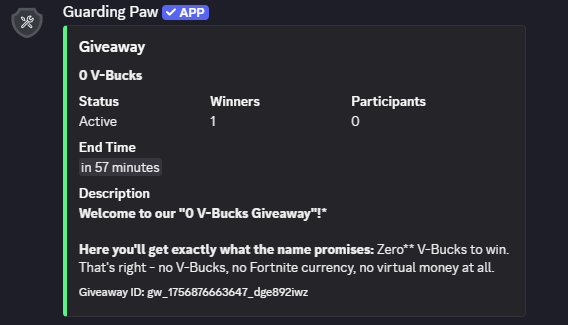 Guarding Paw APP
Giveaway
0 V-Bucks
Status Winners Participants
Active 1 0
End Time
in 57 minutes
Description
Welcome to our "0 V-Bucks Giveaway"!*
Here you'll get exactly what the name promises: Zero** V-Bucks to win.
That's right - no V-Bucks, no Fortnite currency, no virtual money at all.
Giveaway ID: gw_1756876663647_dge892iwz